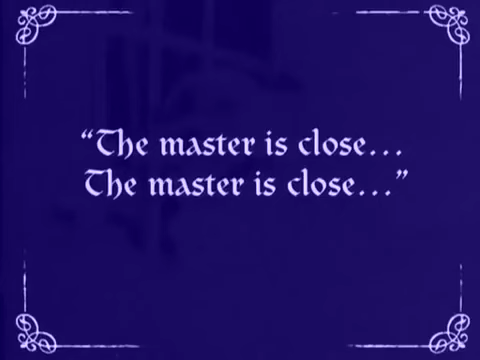 “The master is close...
The master is close...”